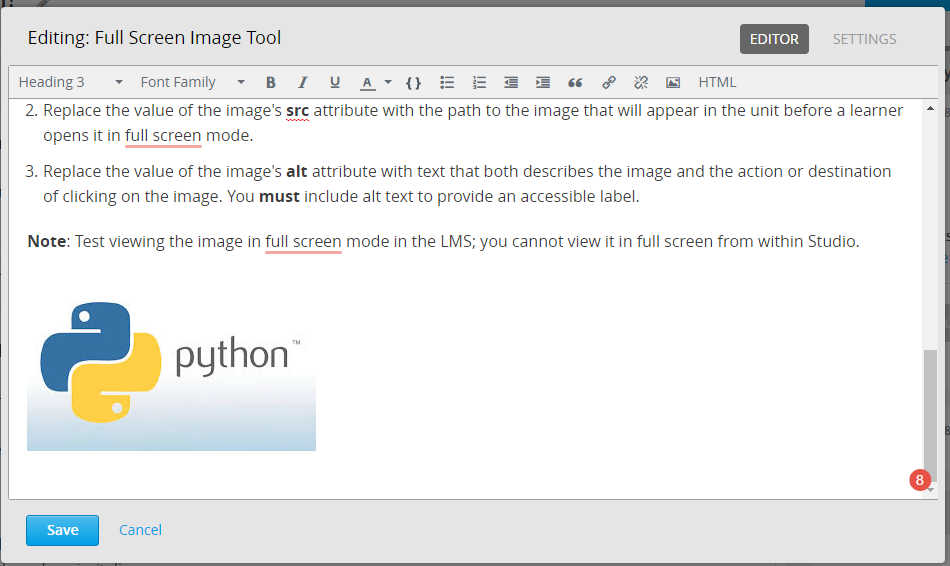 Editing: Full Screen Image Tool
EDITOR
SETTINGS
Heading 3
Font Family
B I U A {} “ HTML
2. Replace the value of the image's src attribute with the path to the image that will appear in the unit before a learner
opens it in full screen mode.
3. Replace the value of the image's alt attribute with text that both describes the image and the action or destination
of clicking on the image. You must include alt text to provide an accessible label.
Note: Test viewing the image in full screen mode in the LMS; you cannot view it in full screen from within Studio.
python™
8
Save
Cancel